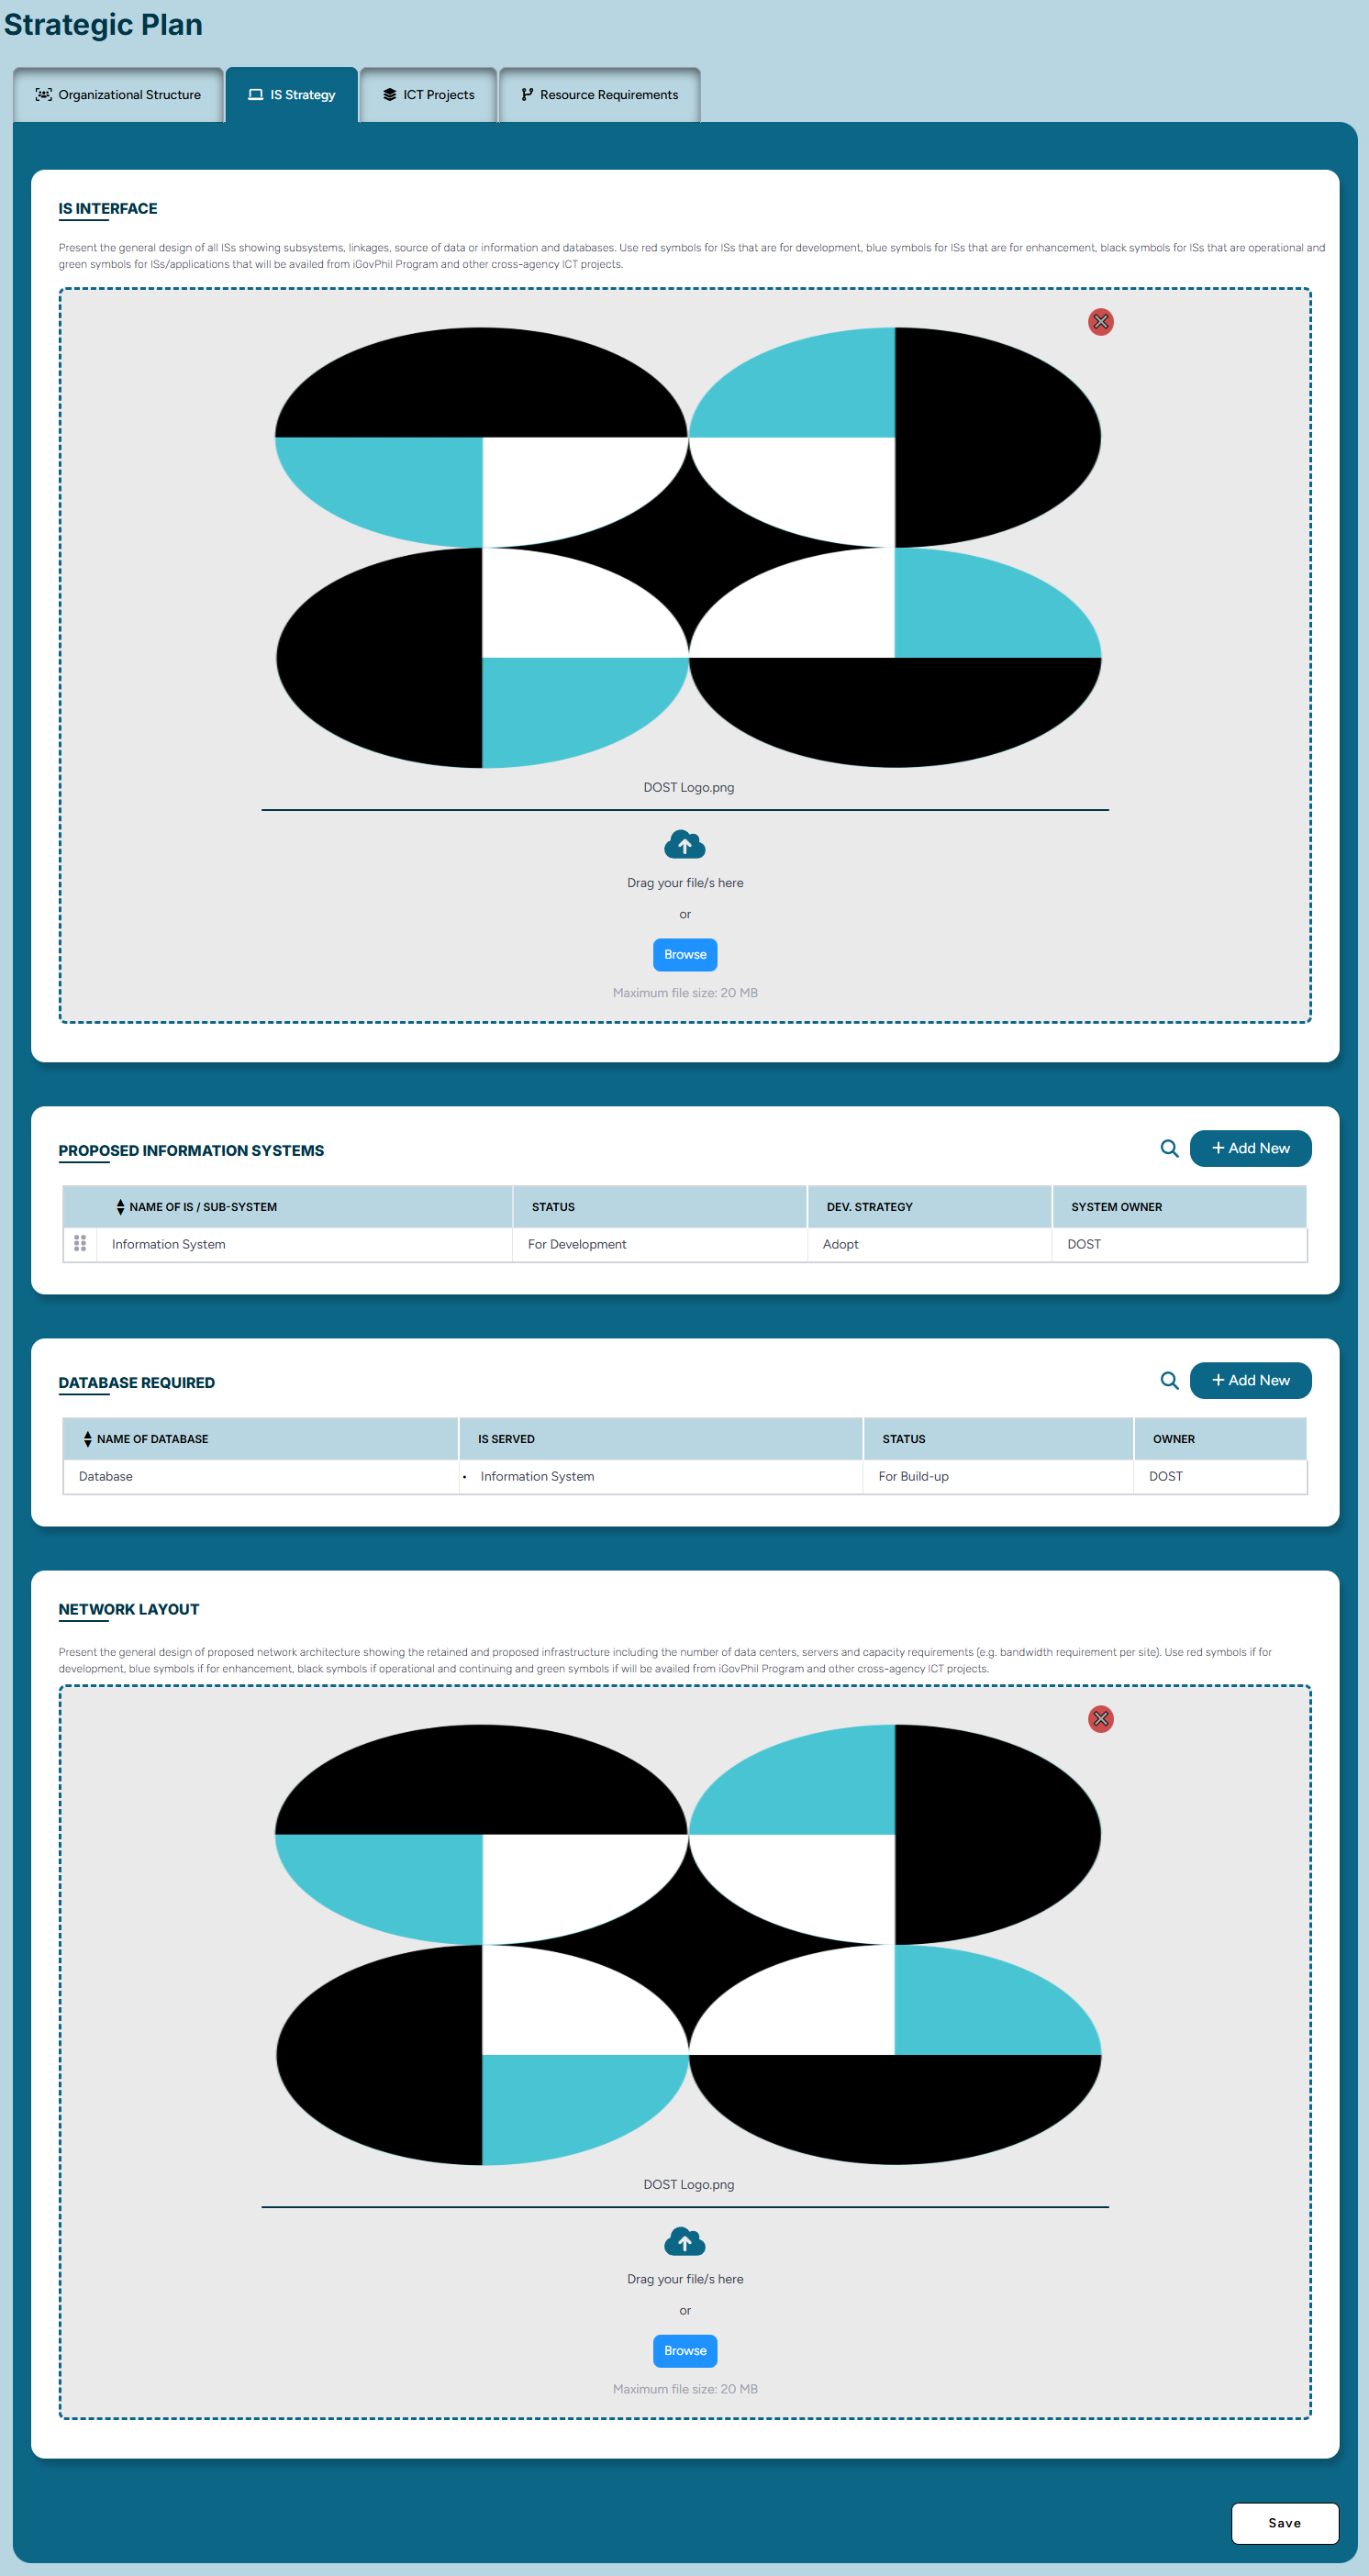 Strategic Plan
Organizational Structure
IS Strategy
ICT Projects
Resource Requirements
IS INTERFACE
Present the general design of all ISs showing subsystems, linkages, source of data or information and databases. Use red symbols for ISs that are for development, blue symbols for ISs that are for enhancement, black symbols for ISs that are operational and
green symbols for ISs/applications that will be availed from iGovPhil Program and other cross-agency ICT projects.
DOST Logo.png
Drag your file/s here
or
Browse
Maximum file size: 20 MB
PROPOSED INFORMATION SYSTEMS
+ Add New
NAME OF IS / SUB-SYSTEM STATUS DEV. STRATEGY SYSTEM OWNER
Information System For Development Adopt DOST
DATABASE REQUIRED
+ Add New
NAME OF DATABASE IS SERVED STATUS OWNER
Database • Information System For Build-up DOST
NETWORK LAYOUT
Present the general design of proposed network architecture showing the retained and proposed infrastructure including the number of data centers, servers and capacity requirements (e.g. bandwidth requirement per site). Use red symbols if for
development, blue symbols if for enhancement, black symbols if operational and continuing and green symbols if will be availed from iGovPhil Program and other cross-agency ICT projects.
DOST Logo.png
Drag your file/s here
or
Browse
Maximum file size: 20 MB
Save